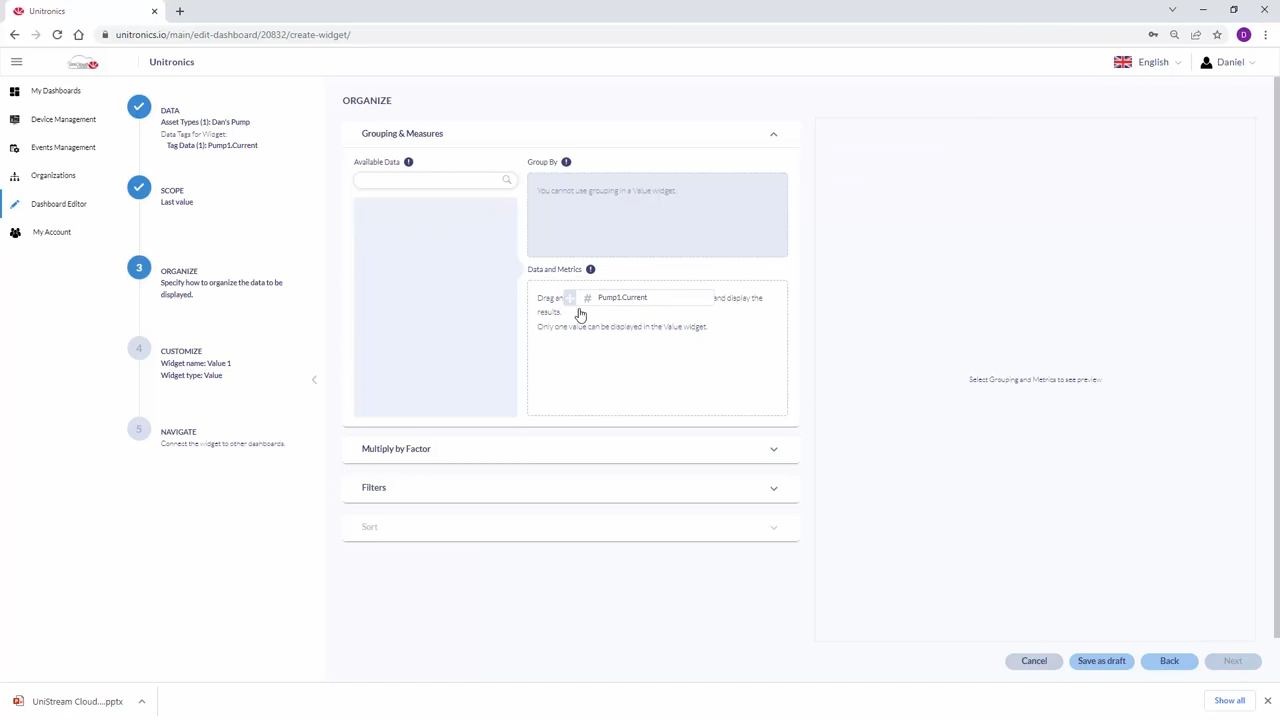 Unitronics
unitronics.io/main/edit-dashboard/20832/create-widget/
D
Unitronics
English
Daniel
My Dashboards
Device Management
Events Management
Organizations
Dashboard Editor
My Account
DATA
Asset Types (1): Dan's Pump
Data Tags for Widget:
Tag Data (1): Pump1.Current
SCOPE
Last value
3
ORGANIZE
Specify how to organize the data to be
displayed.
4
CUSTOMIZE
Widget name: Value 1
Widget type: Value
5
NAVIGATE
Connect the widget to other dashboards.
ORGANIZE
Grouping & Measures
Available Data
Group By
You cannot use grouping in a Value widget.
Data and Metrics
Drag an
# Pump1.Current
and display the
results.
Only one value can be displayed in the Value widget.
Multiply by Factor
Filters
Sort
Select Grouping and Metrics to see preview
Cancel
Save as draft
Back
Next
UniStream Cloud....pptx
Show all